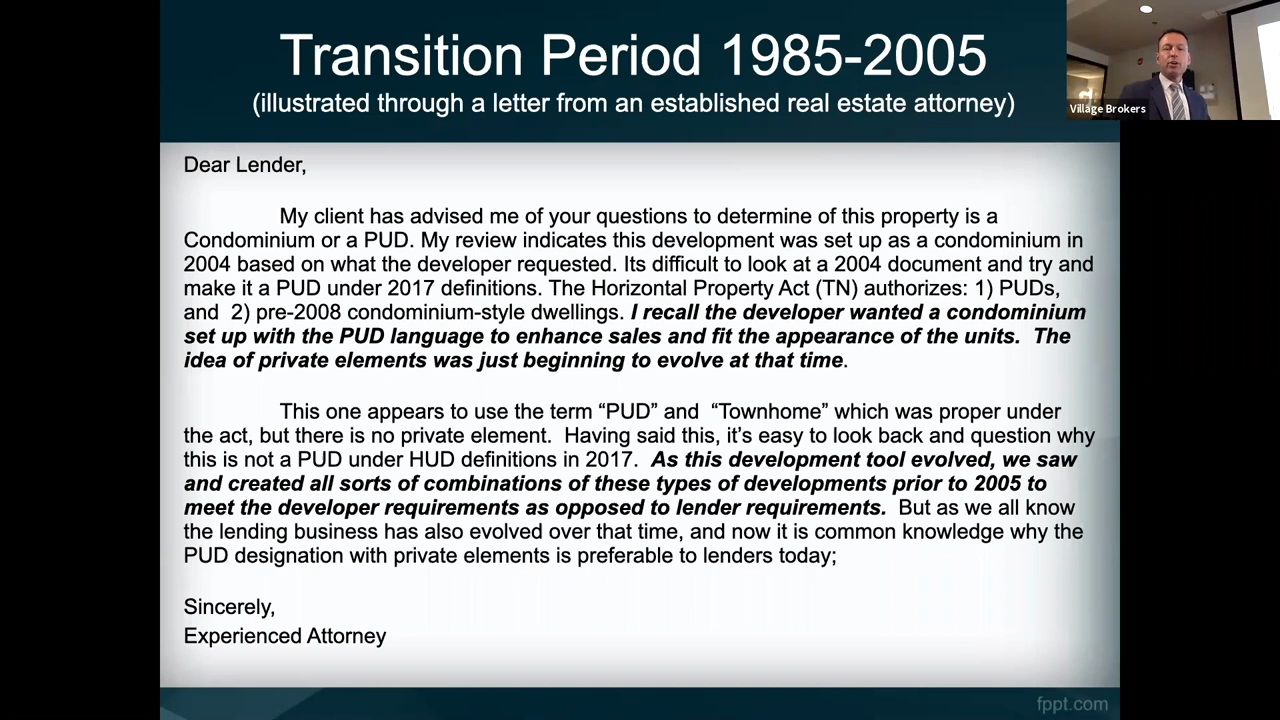 Transition Period 1985-2005
(illustrated through a letter from an established real estate attorney)
Village Brokers
Dear Lender,
My client has advised me of your questions to determine of this property is a
Condominium or a PUD. My review indicates this development was set up as a condominium in
2004 based on what the developer requested. Its difficult to look at a 2004 document and try and
make it a PUD under 2017 definitions. The Horizontal Property Act (TN) authorizes: 1) PUDs,
and 2) pre-2008 condominium-style dwellings. I recall the developer wanted a condominium
set up with the PUD language to enhance sales and fit the appearance of the units. The
idea of private elements was just beginning to evolve at that time.
This one appears to use the term “PUD” and “Townhome” which was proper under
the act, but there is no private element. Having said this, it’s easy to look back and question why
this is not a PUD under HUD definitions in 2017. As this development tool evolved, we saw
and created all sorts of combinations of these types of developments prior to 2005 to
meet the developer requirements as opposed to lender requirements. But as we all know
the lending business has also evolved over that time, and now it is common knowledge why the
PUD designation with private elements is preferable to lenders today;
Sincerely,
Experienced Attorney
fppt.com